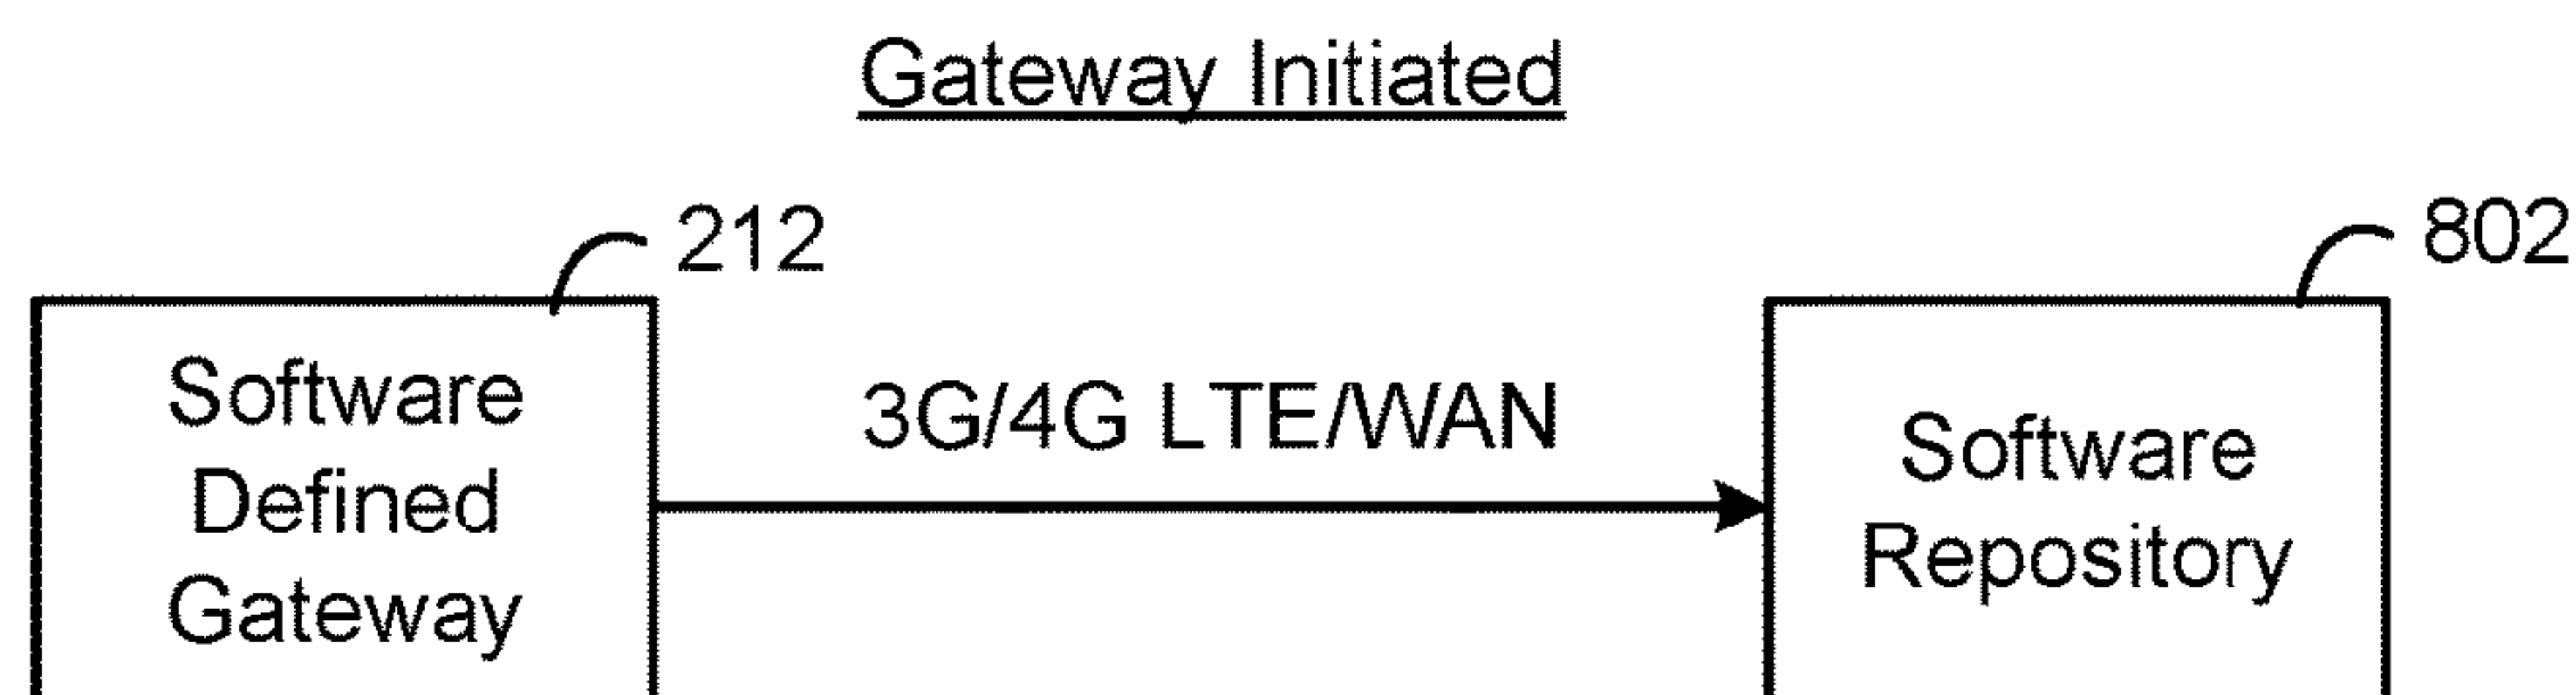 Gateway Initiated
212
802
Software
Defined
Gateway
3G/4G LTE/WAN
Software
Repository